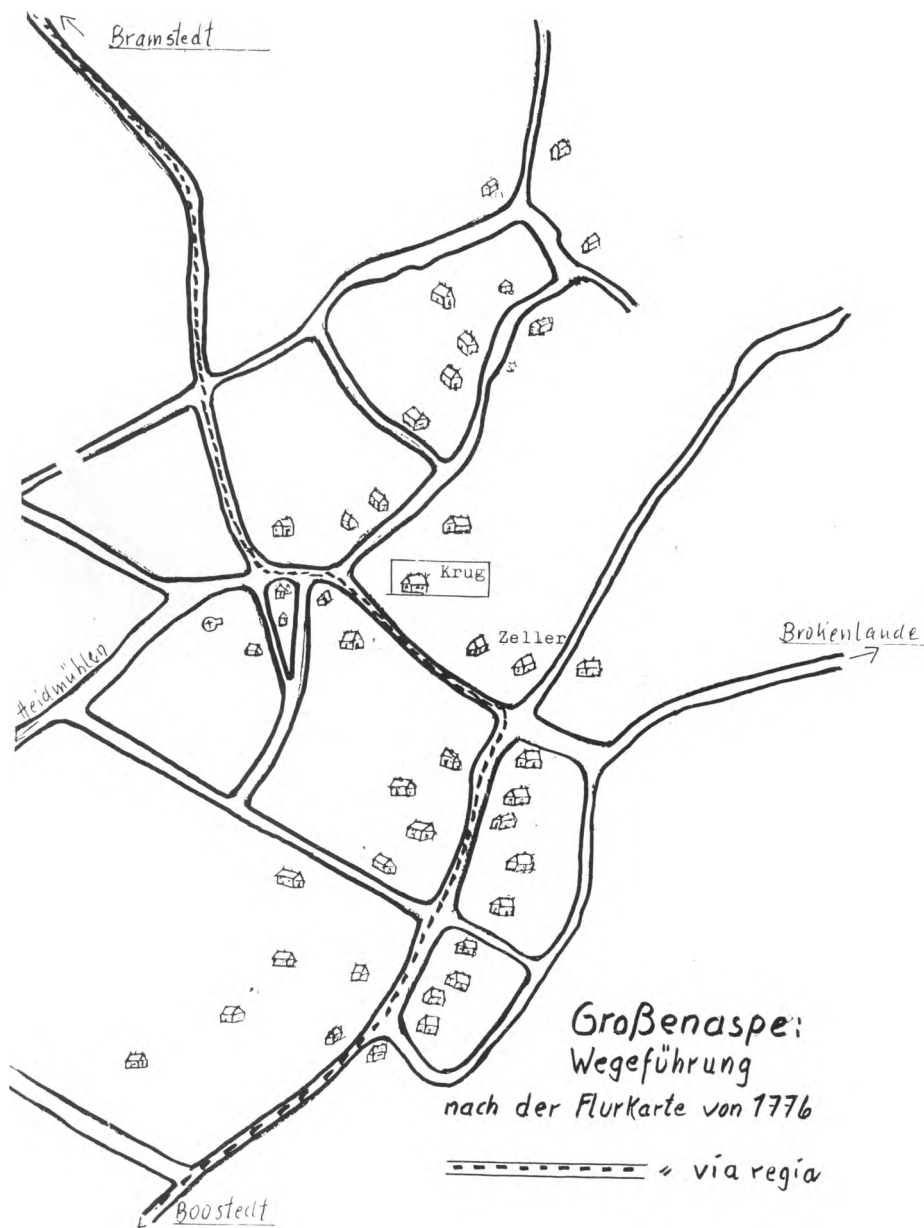 Bramstedt
Krug
Zeller
Brokenlande
Heidmühlen
Großenaspe:
Wegeführung
nach der Flurkarte von 1776
= via regia
Boostedt